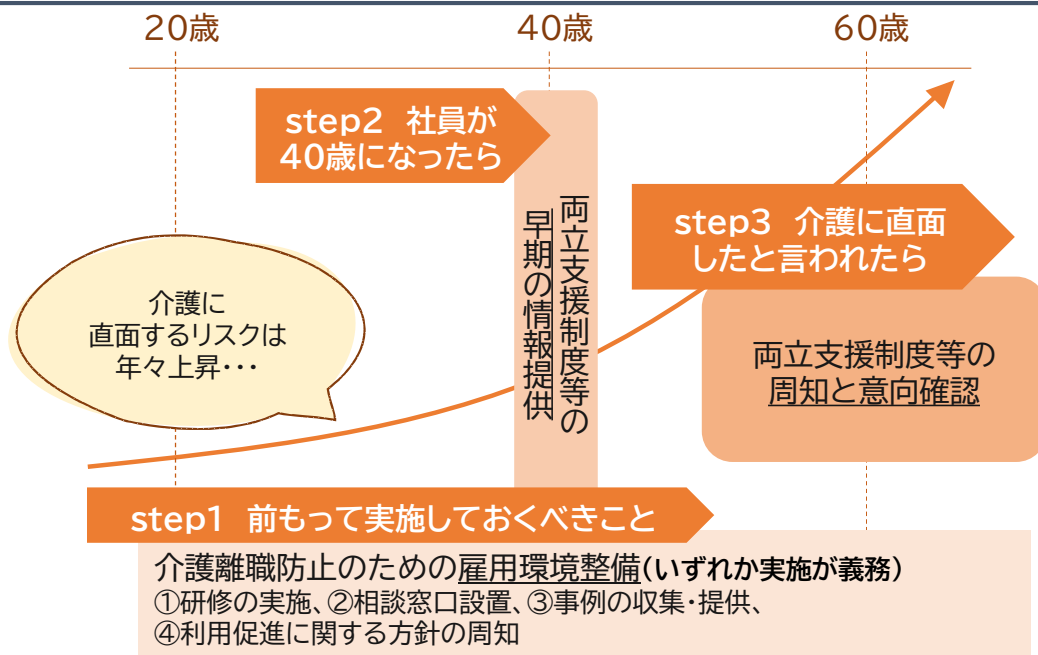 20歳
40歳
60歳
step2 社員が
40歳になったら
両立支援制度等の
早期の情報提供
step3 介護に直面
したと言われたら
介護に
直面するリスクは
年々上昇・・・
両立支援制度等の
周知と意向確認
step1 前もって実施しておくべきこと
介護離職防止のための雇用環境整備(いずれか実施が義務)
①研修の実施、②相談窓口設置、③事例の収集・提供、
④利用促進に関する方針の周知